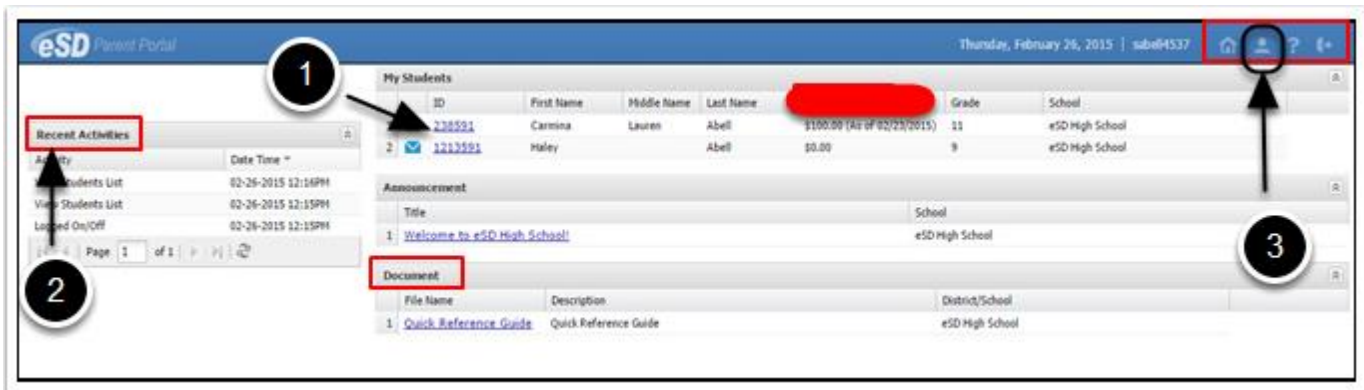 eSD Parent Portal
Thursday, February 26, 2015 | sabell4537
?
1
My Students
ID First Name Middle Name Last Name Grade School
238591 Carmina Lauren Abell $100.00 (As of 02/23/2015) 11 eSD High School
2 1213591 Haley Abell $0.00 9 eSD High School
Recent Activities
Date Time
Students List 02-26-2015 12:16PM
View Students List 02-26-2015 12:15PM
Logged On/Off 02-26-2015 12:15PM
Page 1 of 1
2
Announcement
Title School
1 Welcome to eSD High School! eSD High School
3
Document
File Name Description District/School
1 Quick Reference Guide Quick Reference Guide eSD High School